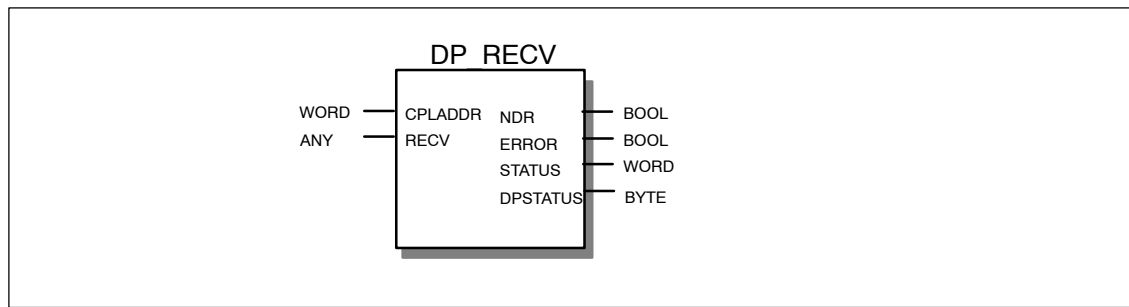 DP_RECV
WORD CPLADDR NDR BOOL
ANY RECV ERROR BOOL
STATUS WORD
DPSTATUS BYTE